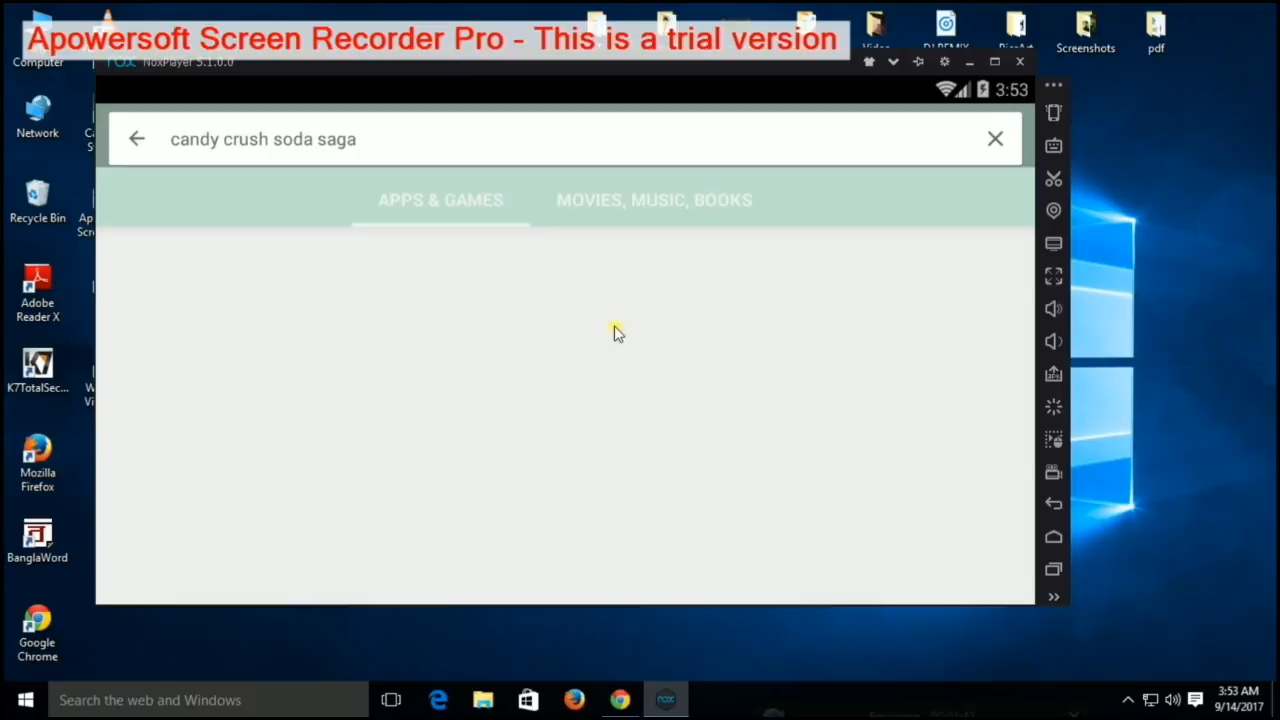 Apowersoft Screen Recorder Pro - This is a trial version
Computer
Screenshots
pdf
NoxPlayer 5.1.0.0
3:53
candy crush soda saga
APPS & GAMES
MOVIES, MUSIC, BOOKS
Network
Recycle Bin
Adobe
Reader X
K7TotalSec...
Mozilla
Firefox
BanglaWord
Google
Chrome
Search the web and Windows
nox
3:53 AM
9/14/2017